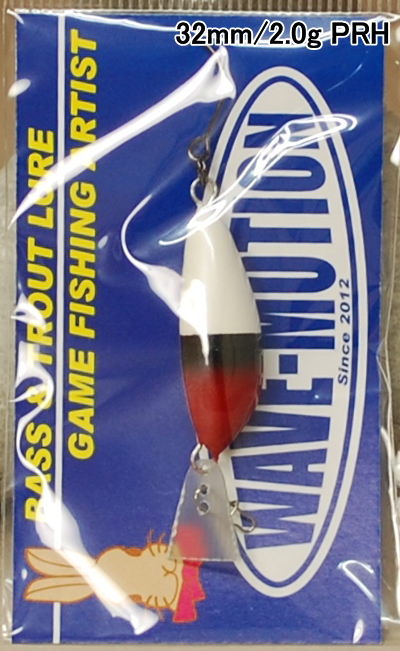 32mm/2.0g PRH
BASS & TROUT LURE
GAME FISHING ARTIST
WAVE-MOTION
Since 2012